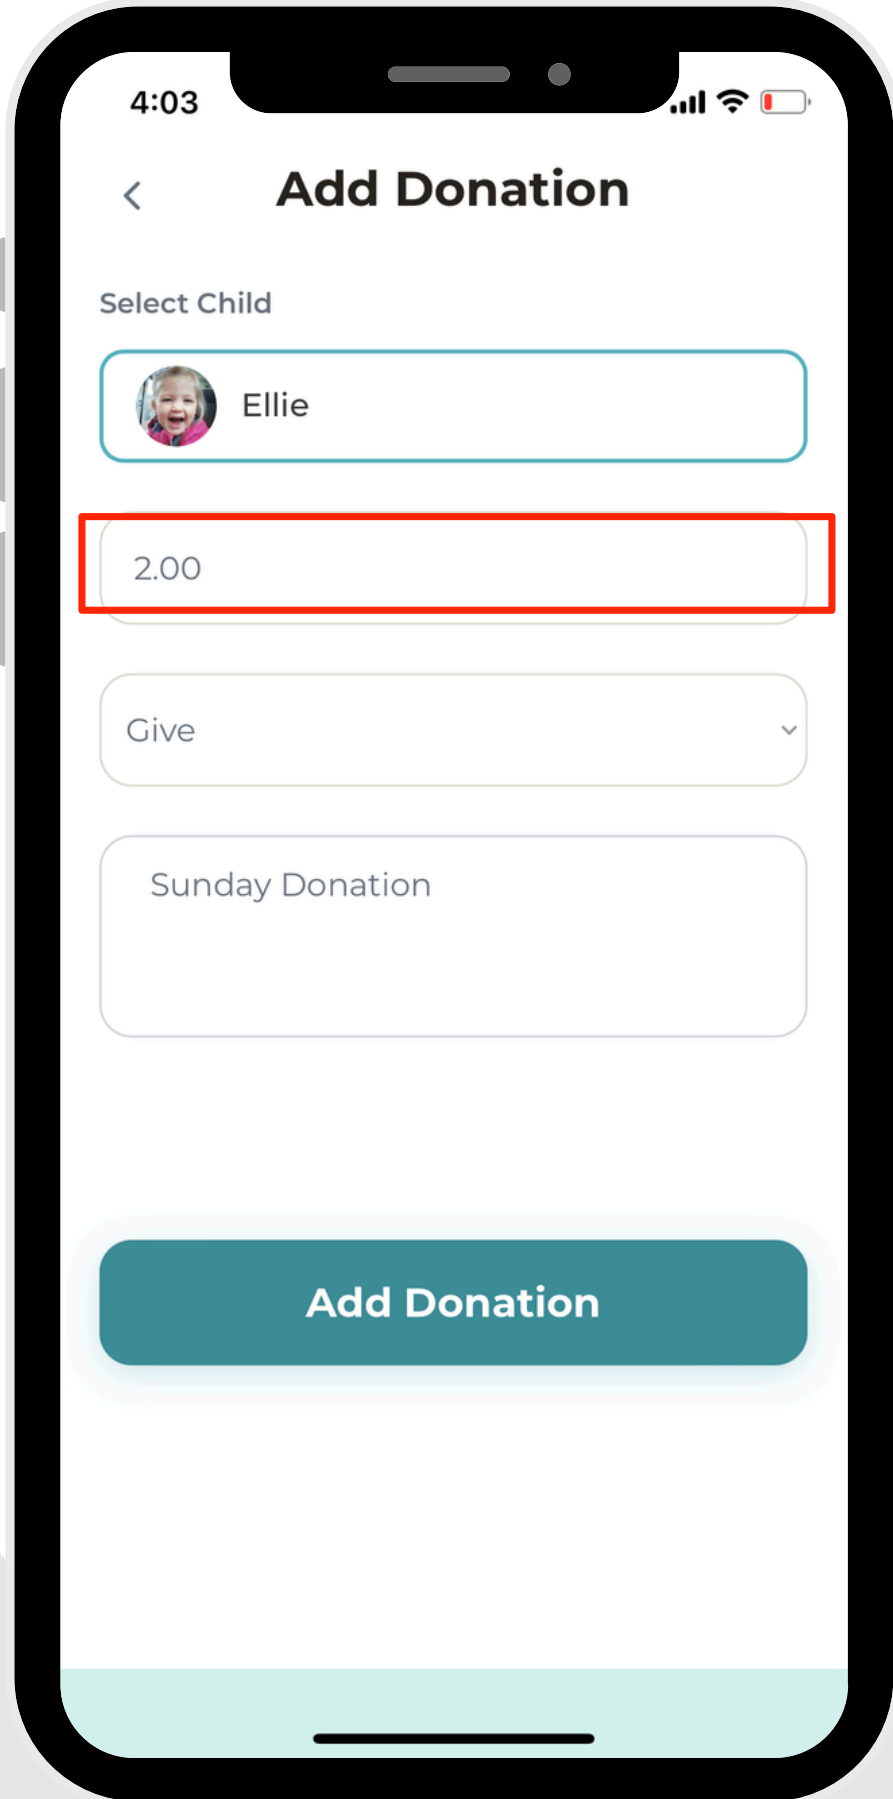 4:03
Add Donation
Select Child
Ellie
2.00
Give
Sunday Donation
Add Donation